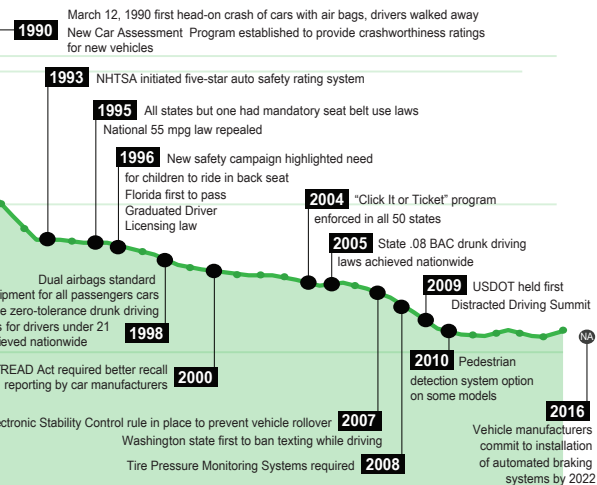 March 12, 1990 first head-on crash of cars with air bags, drivers walked away
1990
New Car Assessment Program established to provide crashworthiness ratings
for new vehicles
1993 NHTSA initiated five-star auto safety rating system
1995 All states but one had mandatory seat belt use laws
National 55 mpg law repealed
1996 New safety campaign highlighted need
for children to ride in back seat
Florida first to pass
Graduated Driver
Licensing law
2004 “Click It or Ticket” program
enforced in all 50 states
2005 State .08 BAC drunk driving
laws achieved nationwide
2009 USDOT held first
Distracted Driving Summit
Dual airbags standard
ipment for all passengers cars
e zero-tolerance drunk driving
s for drivers under 21
ieved nationwide
1998
TREAD Act required better recall
reporting by car manufacturers
2000
2010 Pedestrian
detection system option
on some models
ectronic Stability Control rule in place to prevent vehicle rollover 2007
Washington state first to ban texting while driving
Tire Pressure Monitoring Systems required 2008
NA
2016
Vehicle manufacturers
commit to installation
of automated braking
systems by 2022